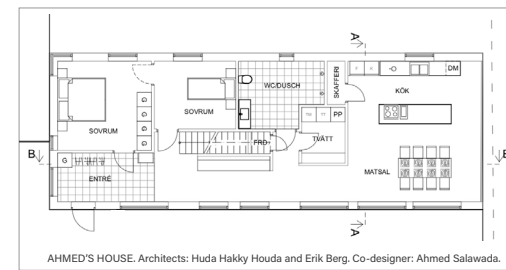 A
DM
SKAFFERI
KÖK
WC/DUSCH
SOVRUM
PP
SOVRUM
FRD
TVÄTT
B
B
G
ENTRÉ
MATSAL
A
AHMED'S HOUSE. Architects: Huda Hakky Houda and Erik Berg. Co-designer: Ahmed Salawada.